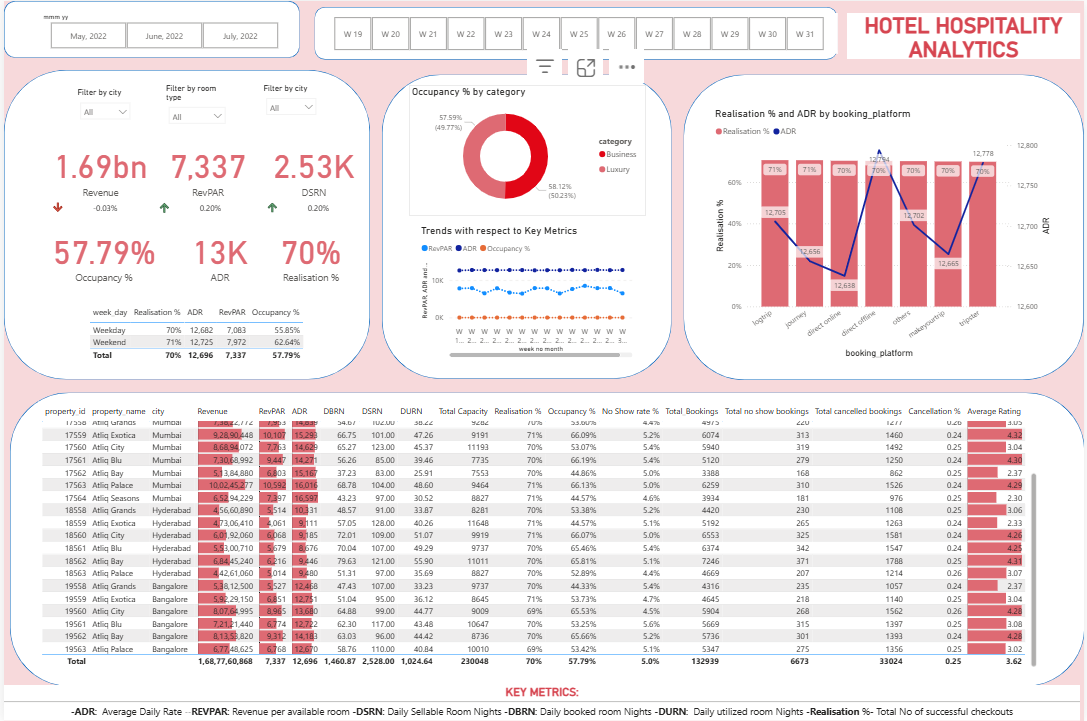 mmm yy
May, 2022 June, 2022 July, 2022
W 19 W 20 W 21 W 22 W 23 W 24 W 25 W 26 W 27 W 28 W 29 W 30 W 31
HOTEL HOSPITALITY
ANALYTICS
Filter by city
All
Filter by room
type
All
Filter by city
All
1.69bn 7,337 2.53K
Revenue RevPAR DSRN
-0.03% 0.20% 0.20%
57.79% 13K 70%
Occupancy % ADR Realisation %
week_day Realisation % ADR RevPAR Occupancy %
Weekday 70% 12,682 7,083 55.85%
Weekend 71% 12,725 7,972 62.64%
Total 70% 12,696 7,337 57.79%
Occupancy % by category
57.59%
(49.77%)
58.12%
(50.23%)
category
Business
Luxury
Trends with respect to Key Metrics
RevPAR ADR Occupancy %
RevPAR, ADR and ...
10K
0K
W W W W W W W W W W W W W W
1... 2... 2... 2... 2... 2... 2... 2... 2... 2... 2... 3...
week no month
Realisation % and ADR by booking_platform
Realisation % ADR
Realisation %
60%
40%
20%
0%
71% 71% 70% 70% 70% 70% 70%
12,705 12,656 12,638 12,794 12,702 12,665 12,778
12,800
12,750
12,700
12,650
12,600
ADR
logtrip journey direct online direct offline others makeyourtrip tripster
booking_platform
property_id property_name city Revenue RevPAR ADR DBRN DSRN DURN Total Capacity Realisation % Occupancy % No Show rate % Total_Bookings Total no show bookings Total cancelled bookings Cancellation % Average Rating
17558 Atliq Grands Mumbai 54.67 102.00 38.22 9282 70% 53.60% 4.4% 4975 220 1277 0.26 3.05
17559 Atliq Exotica Mumbai 9,28,90,448 10,107 15,293 66.75 101.00 47.26 9191 71% 66.09% 5.2% 6074 313 1460 0.24 4.32
17560 Atliq City Mumbai 8,68,94,072 7,763 14,629 65.27 123.00 45.37 11193 70% 53.07% 5.4% 5940 319 1492 0.25 3.04
17561 Atliq Blu Mumbai 7,30,68,992 9,447 14,271 56.26 85.00 39.46 7735 70% 66.19% 5.4% 5120 279 1250 0.24 4.30
17562 Atliq Bay Mumbai 5,13,84,880 6,803 15,167 37.23 83.00 25.91 7553 70% 44.86% 5.0% 3388 168 862 0.25 2.37
17563 Atliq Palace Mumbai 10,02,45,277 10,592 16,016 68.78 104.00 48.60 9464 71% 66.13% 5.0% 6259 310 1526 0.24 4.29
17564 Atliq Seasons Mumbai 6,52,94,229 7,397 16,597 43.23 97.00 30.52 8827 71% 44.57% 4.6% 3934 181 976 0.25 2.30
18558 Atliq Grands Hyderabad 4,56,60,890 5,514 10,331 48.57 91.00 33.87 8281 70% 53.38% 5.2% 4420 230 1108 0.25 3.06
18559 Atliq Exotica Hyderabad 4,73,06,410 4,061 9,111 57.05 128.00 40.26 11648 71% 44.57% 5.1% 5192 265 1263 0.24 2.33
18560 Atliq City Hyderabad 6,01,92,060 6,068 9,185 72.01 109.00 51.07 9919 71% 66.07% 5.0% 6553 325 1581 0.24 4.26
18561 Atliq Blu Hyderabad 5,53,00,710 5,679 8,676 70.04 107.00 49.29 9737 70% 65.46% 5.4% 6374 342 1547 0.24 4.25
18562 Atliq Bay Hyderabad 6,84,45,240 6,216 9,446 79.63 121.00 55.90 11011 70% 65.81% 5.1% 7246 371 1788 0.25 4.31
18563 Atliq Palace Hyderabad 4,42,61,060 5,014 9,480 51.31 97.00 35.69 8827 70% 52.89% 4.4% 4669 207 1214 0.26 3.07
19558 Atliq Grands Bangalore 5,38,12,500 5,527 12,468 47.43 107.00 33.23 9737 70% 44.33% 5.4% 4316 235 1057 0.24 2.37
19559 Atliq Exotica Bangalore 5,92,29,150 6,851 12,751 51.04 95.00 36.12 8645 71% 53.73% 4.7% 4645 218 1140 0.25 3.04
19560 Atliq City Bangalore 8,07,64,995 8,965 13,680 64.88 99.00 44.77 9009 69% 65.53% 4.5% 5904 268 1562 0.26 4.28
19561 Atliq Blu Bangalore 7,21,21,440 6,774 12,722 62.30 117.00 43.48 10647 70% 53.25% 5.6% 5669 315 1397 0.25 3.08
19562 Atliq Bay Bangalore 8,13,53,820 9,312 14,183 63.03 96.00 44.42 8736 70% 65.66% 5.2% 5736 301 1393 0.24 4.28
19563 Atliq Palace Bangalore 6,77,48,625 6,768 12,670 58.76 110.00 40.84 10010 69% 53.42% 5.1% 5347 275 1356 0.25 3.02
Total 1,68,77,60,868 7,337 12,696 1,460.87 2,528.00 1,024.64 230048 70% 57.79% 5.0% 132939 6673 33024 0.25 3.62
KEY METRICS:
-ADR: Average Daily Rate --REVPAR: Revenue per available room -DSRN: Daily Sellable Room Nights -DBRN: Daily booked room Nights -DURN: Daily utilized room Nights -Realisation %- Total No of successful checkouts